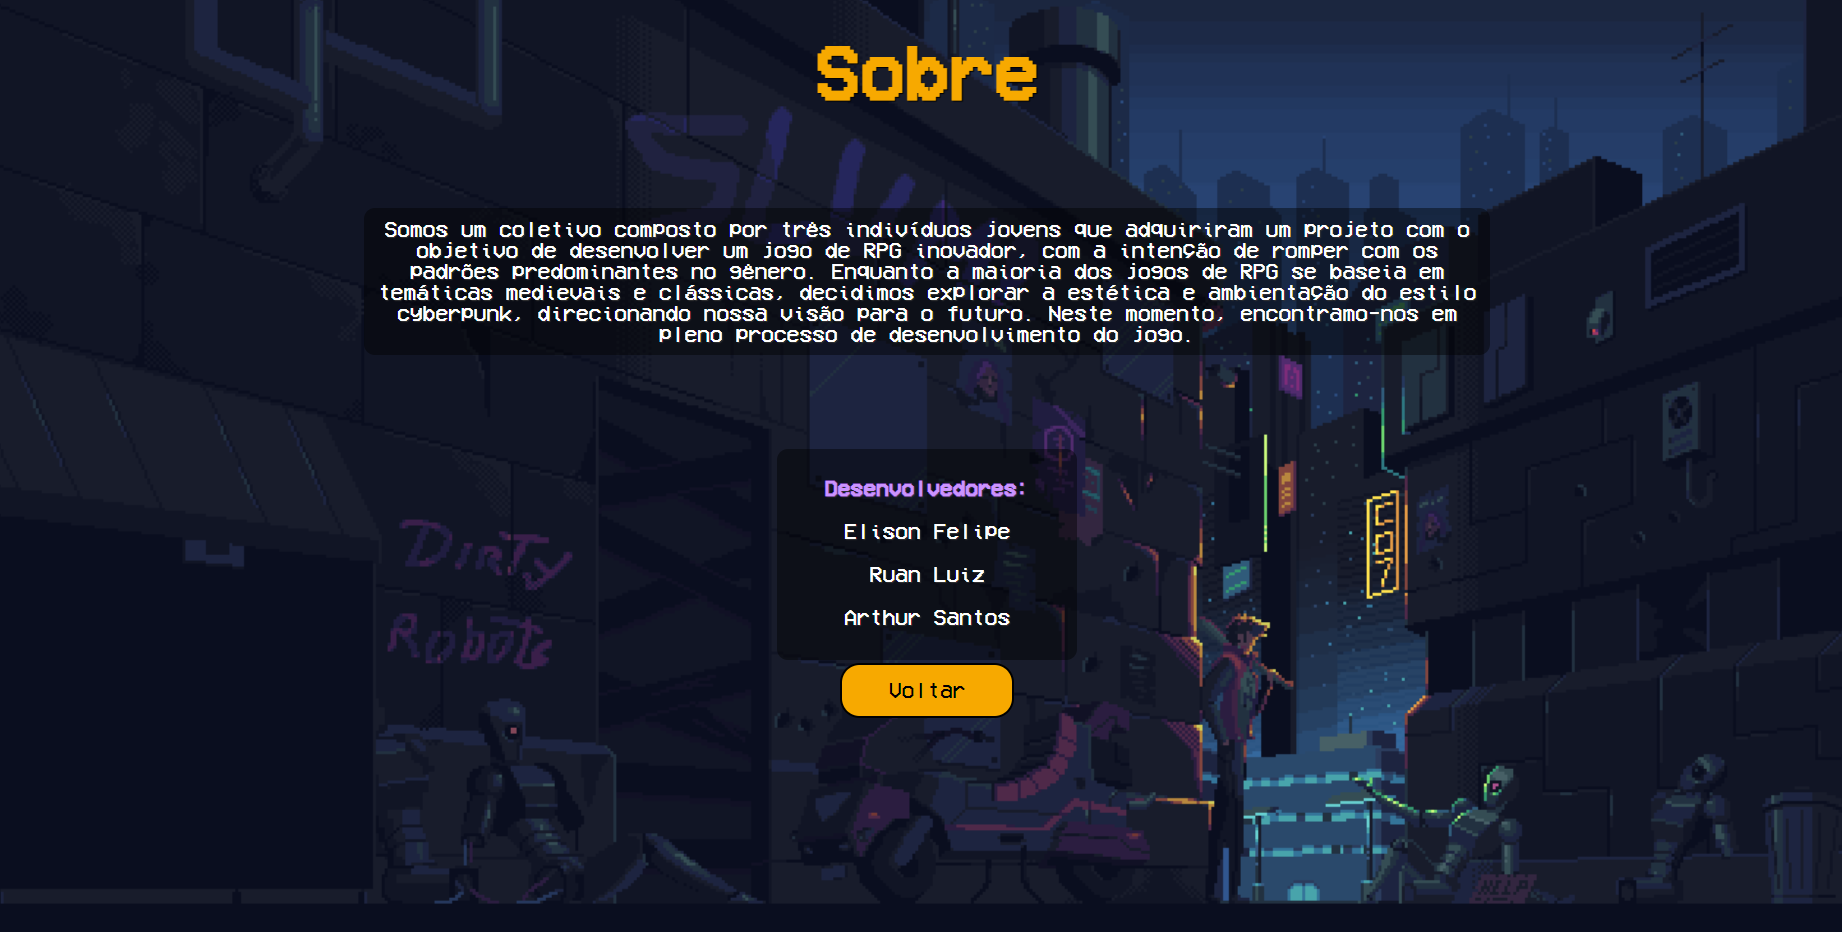 Sobre
Somos um coletivo composto por três indivíduos jovens que adquiriram um projeto com o
objetivo de desenvolver um jogo de RPG inovador, com a intenção de romper com os
padrões predominantes no gênero. Enquanto a maioria dos jogos de RPG se baseia em
temáticas medievais e clássicas, decidimos explorar a estética e ambientação do estilo
cyberpunk, direcionando nossa visão para o futuro. Neste momento, encontramo-nos em
pleno processo de desenvolvimento do jogo.
Desenvolvedores:
Elison Felipe
Ruan Luiz
Arthur Santos
Voltar
DIRTy
Robots
HELP